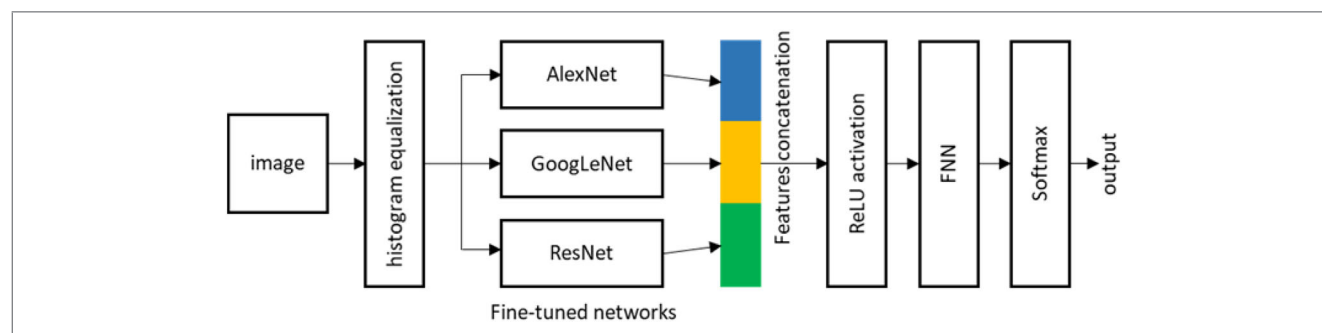 image
histogram equalization
AlexNet
GoogLeNet
ResNet
Fine-tuned networks
Features concatenation
ReLU activation
FNN
Softmax
output